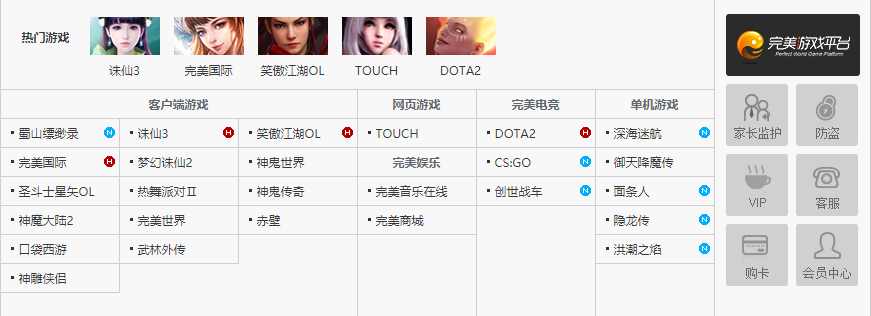 热门游戏
诛仙3 完美国际 笑傲江湖OL TOUCH DOTA2
客户端游戏 网页游戏 完美电竞 单机游戏
蜀山缥缈录 N 诛仙3 H 笑傲江湖OL H TOUCH DOTA2 H 深海迷航 N
完美国际 H 梦幻诛仙2 神鬼世界 完美娱乐 CS:GO N 御天降魔传
圣斗士星矢OL 热舞派对Ⅱ 神鬼传奇 完美音乐在线 创世战车 N 面条人 N
神魔大陆2 完美世界 赤壁 完美商城 隐龙传 N
口袋西游 武林外传 洪潮之焰 N
神雕侠侣
完美游戏平台
Perfect World Game Platform
家长监护 防盗
VIP 客服
购卡 会员中心